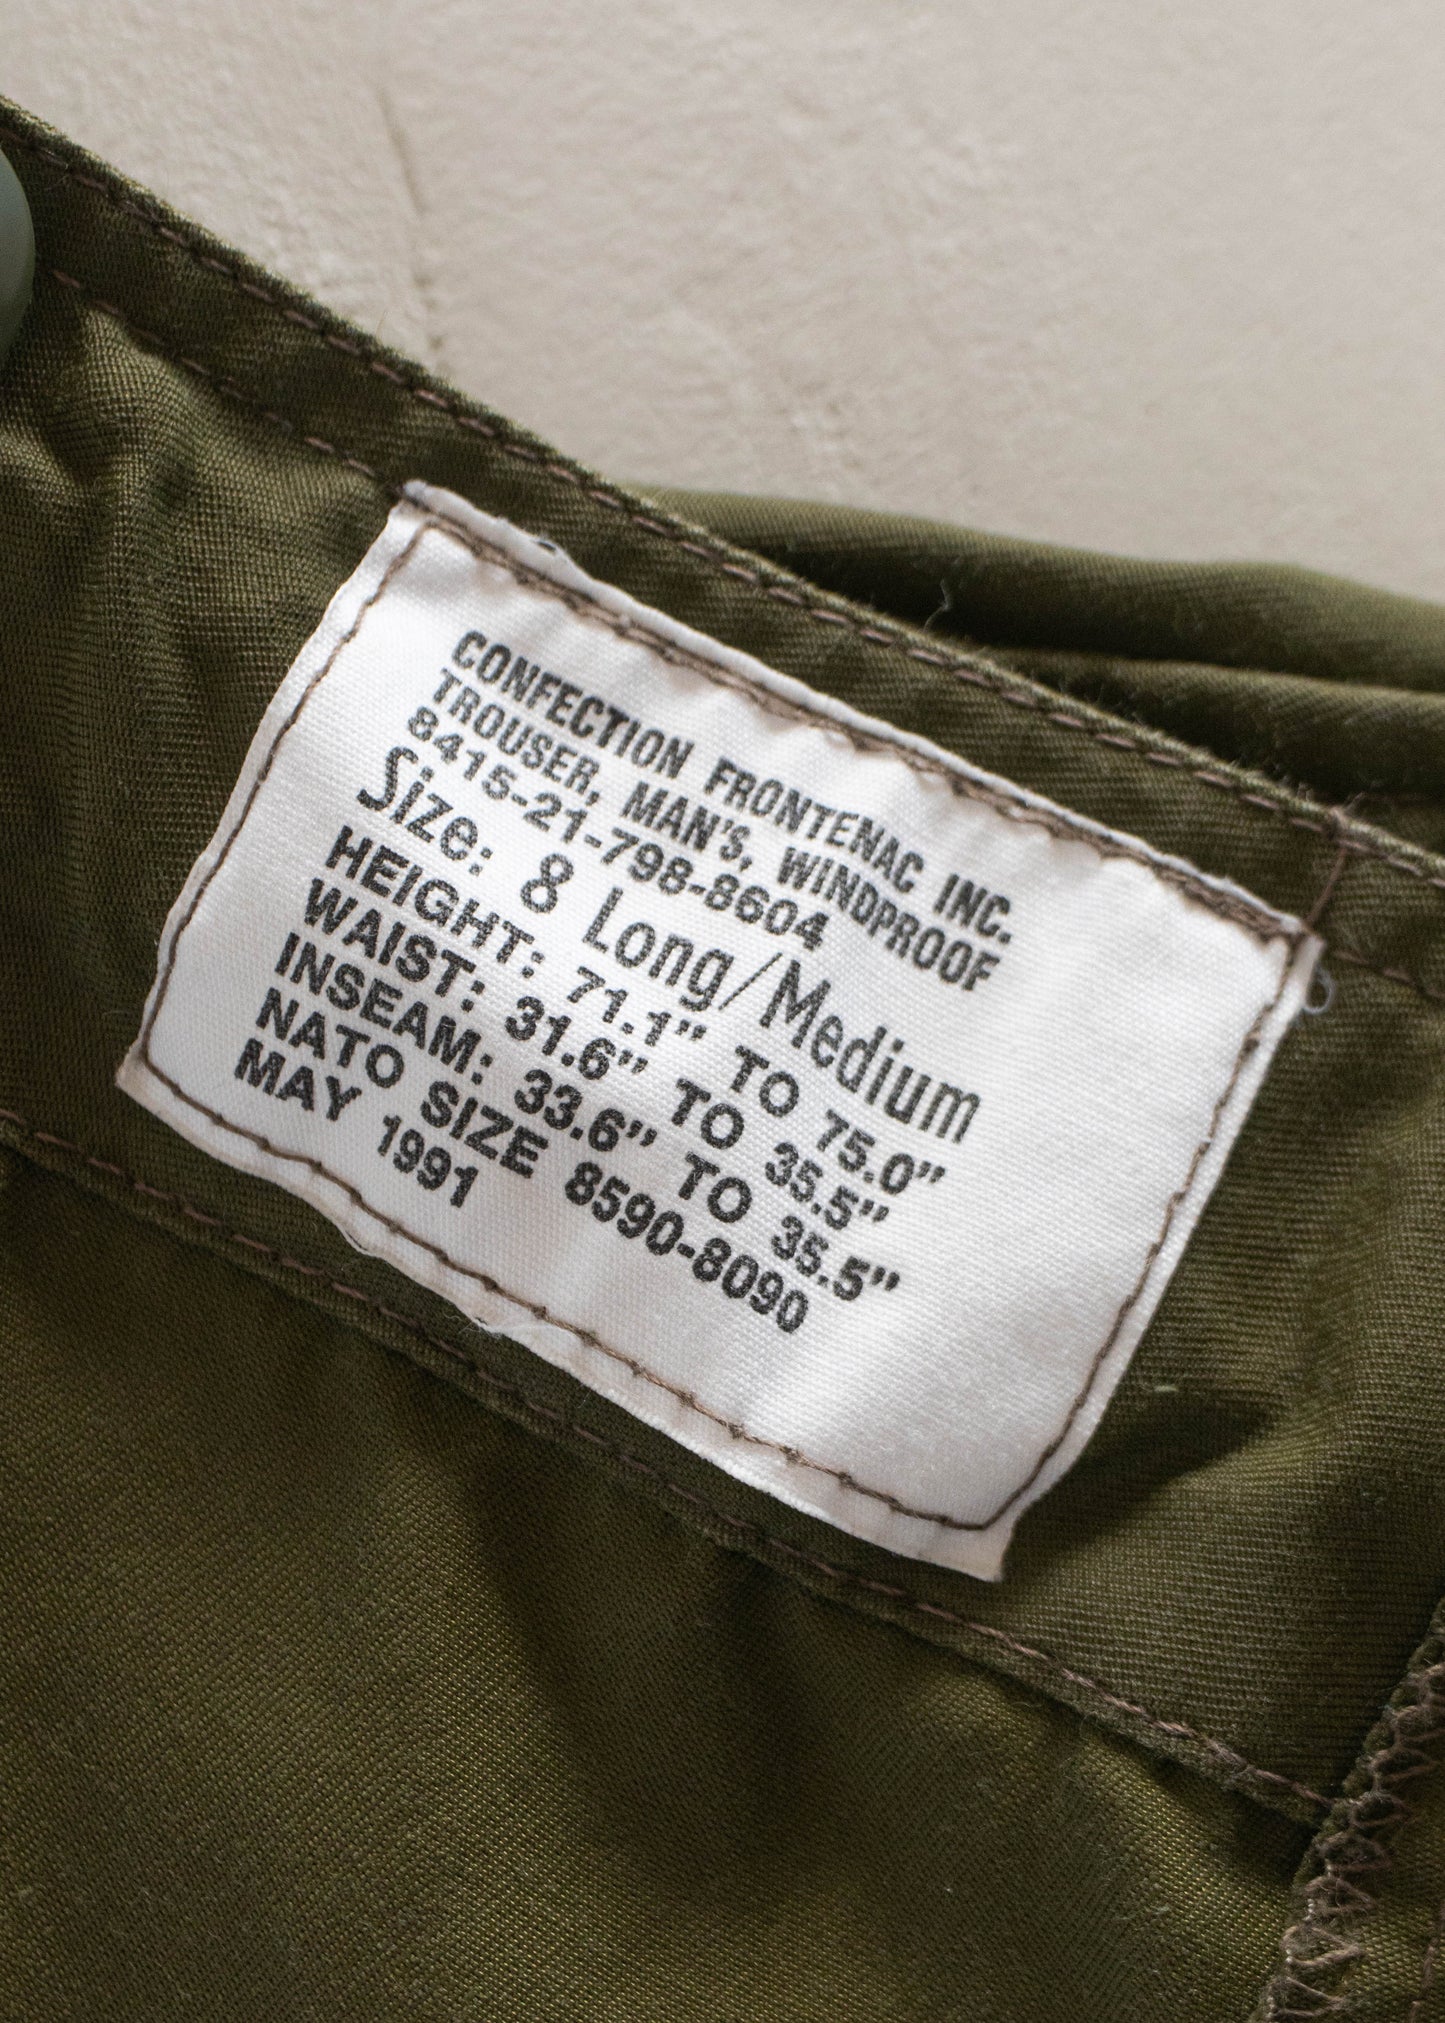 CONFECTION FRONTENAC INC.
TROUSER, MAN'S, WINDPROOF
8415-21-798-8604
Size: 8 Long/Medium
HEIGHT: 71.1" TO 75.0"
WAIST: 31.6" TO 35.5"
INSEAM: 33.6" TO 35.5"
NATO SIZE 8590-8090
MAY 1991